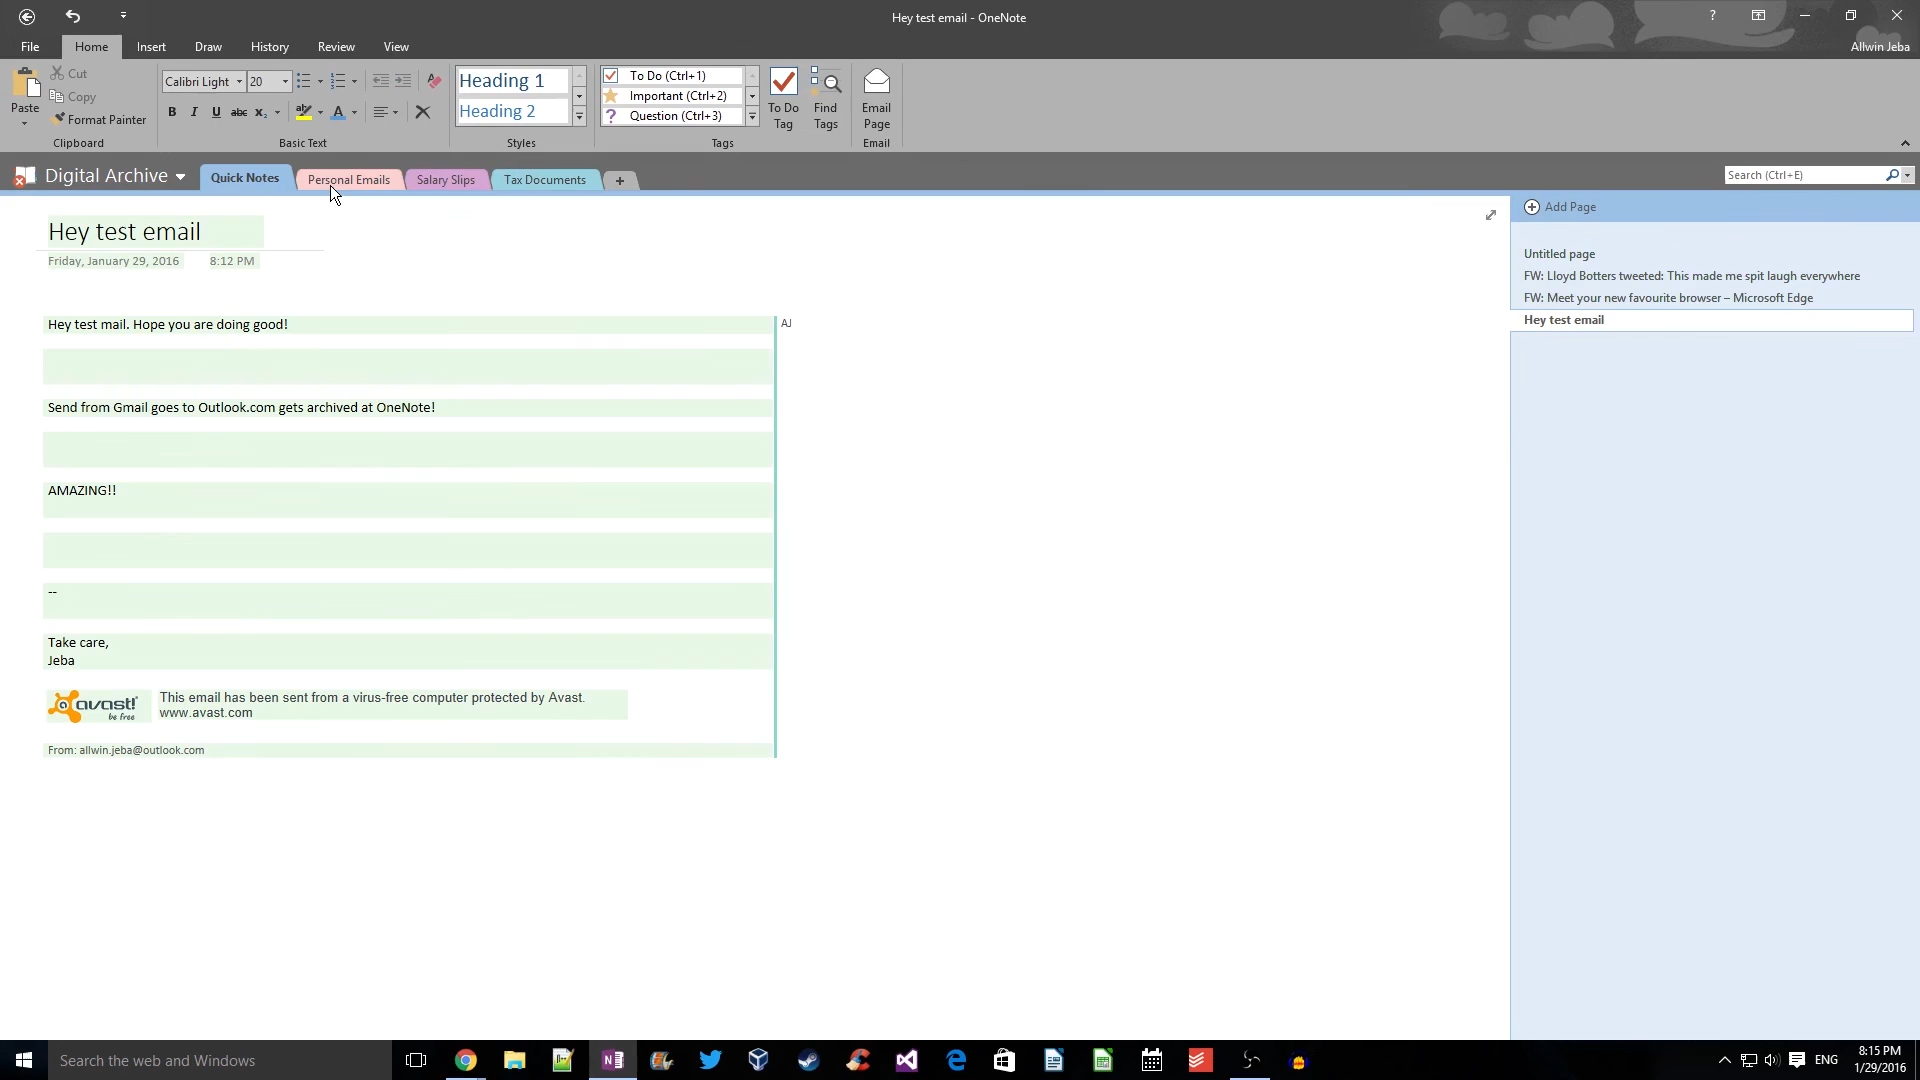 Hey test email - OneNote
?
File Home Insert Draw History Review View
Allwin Jeba
Paste
Cut
Copy
Format Painter
Clipboard
Calibri Light 20
B I U abc X₂ ab A
Basic Text
Heading 1
Heading 2
Styles
To Do (Ctrl+1)
Important (Ctrl+2)
? Question (Ctrl+3)
To Do
Tag
Find
Tags
Tags
Email
Page
Email
Digital Archive
Quick Notes
Personal Emails
Salary Slips
Tax Documents
+
Search (Ctrl+E)
Hey test email
Friday, January 29, 2016 8:12 PM
Hey test mail. Hope you are doing good!
AJ
Send from Gmail goes to Outlook.com gets archived at OneNote!
AMAZING!!
--
Take care,
Jeba
avast!
be free
This email has been sent from a virus-free computer protected by Avast.
www.avast.com
From: allwin.jeba@outlook.com
Add Page
Untitled page
FW: Lloyd Botters tweeted: This made me spit laugh everywhere
FW: Meet your new favourite browser – Microsoft Edge
Hey test email
Search the web and Windows
ENG
8:15 PM
1/29/2016